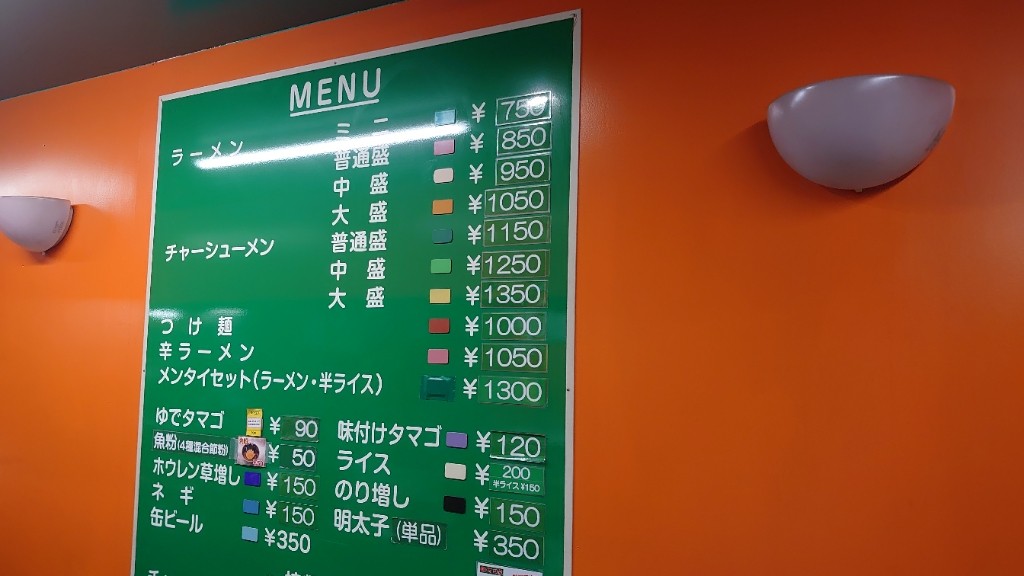 MENU
ラーメン ミニ ¥750
普通盛 ¥850
中盛 ¥950
大盛 ¥1050
チャーシューメン 普通盛 ¥1150
中盛 ¥1250
大盛 ¥1350
つけ麺 ¥1000
辛ラーメン ¥1050
メンタイセット(ラーメン・半ライス) ¥1300
ゆでタマゴ ¥90
味付けタマゴ ¥120
魚粉(4種混合節粉) ¥50
ライス ¥200
半ライス¥150
ホウレン草増し ¥150
のり増し ¥150
ネギ ¥150
明太子(単品) ¥350
缶ビール ¥350